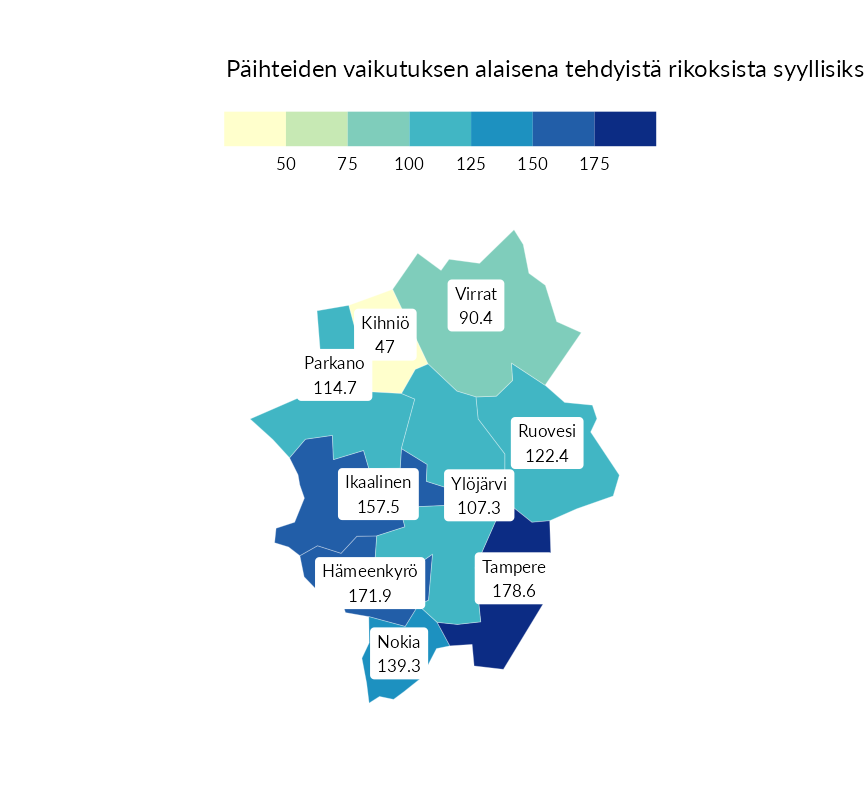 Päihteiden vaikutuksen alaisena tehdyistä rikoksista syyllisiks
50 75 100 125 150 175
Virrat
90.4
Kihniö
47
Parkano
114.7
Ruovesi
122.4
Ikaalinen
157.5
Ylöjärvi
107.3
Hämeenkyrö
171.9
Tampere
178.6
Nokia
139.3